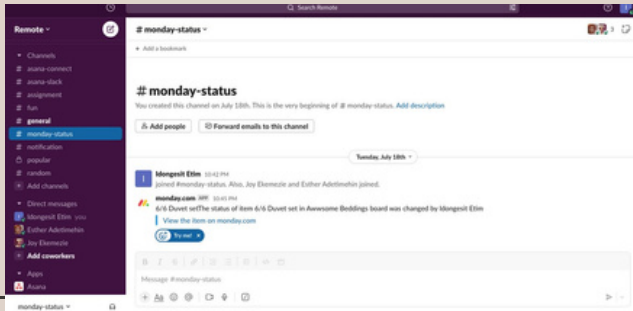 Search Remote
Remote
# monday-status
3
+ Add a bookmark
Channels
# asana-connect
# asana-slack
# assignment
# fun
# general
# monday-status
# notification
popular
# random
+ Add channels
Direct messages
Idongesit Etim you
Esther Adetimehin
Joy Ekemezie
Add coworkers
Apps
Asana
monday-status
# monday-status
You created this channel on July 18th. This is the very beginning of # monday-status. Add description
Add people
Forward emails to this channel
Tuesday, July 18th
I
Idongesit Etim 10:42 PM
joined #monday-status. Also, Joy Ekemezie and Esther Adetimehin joined.
monday.com APP 10:45 PM
6/6 Duvet setThe status of item 6/6 Duvet set in Awwsome Beddings board was changed by Idongesit Etim
View the item on monday.com
Try me!
B I S
Message #monday-status
+ Aa